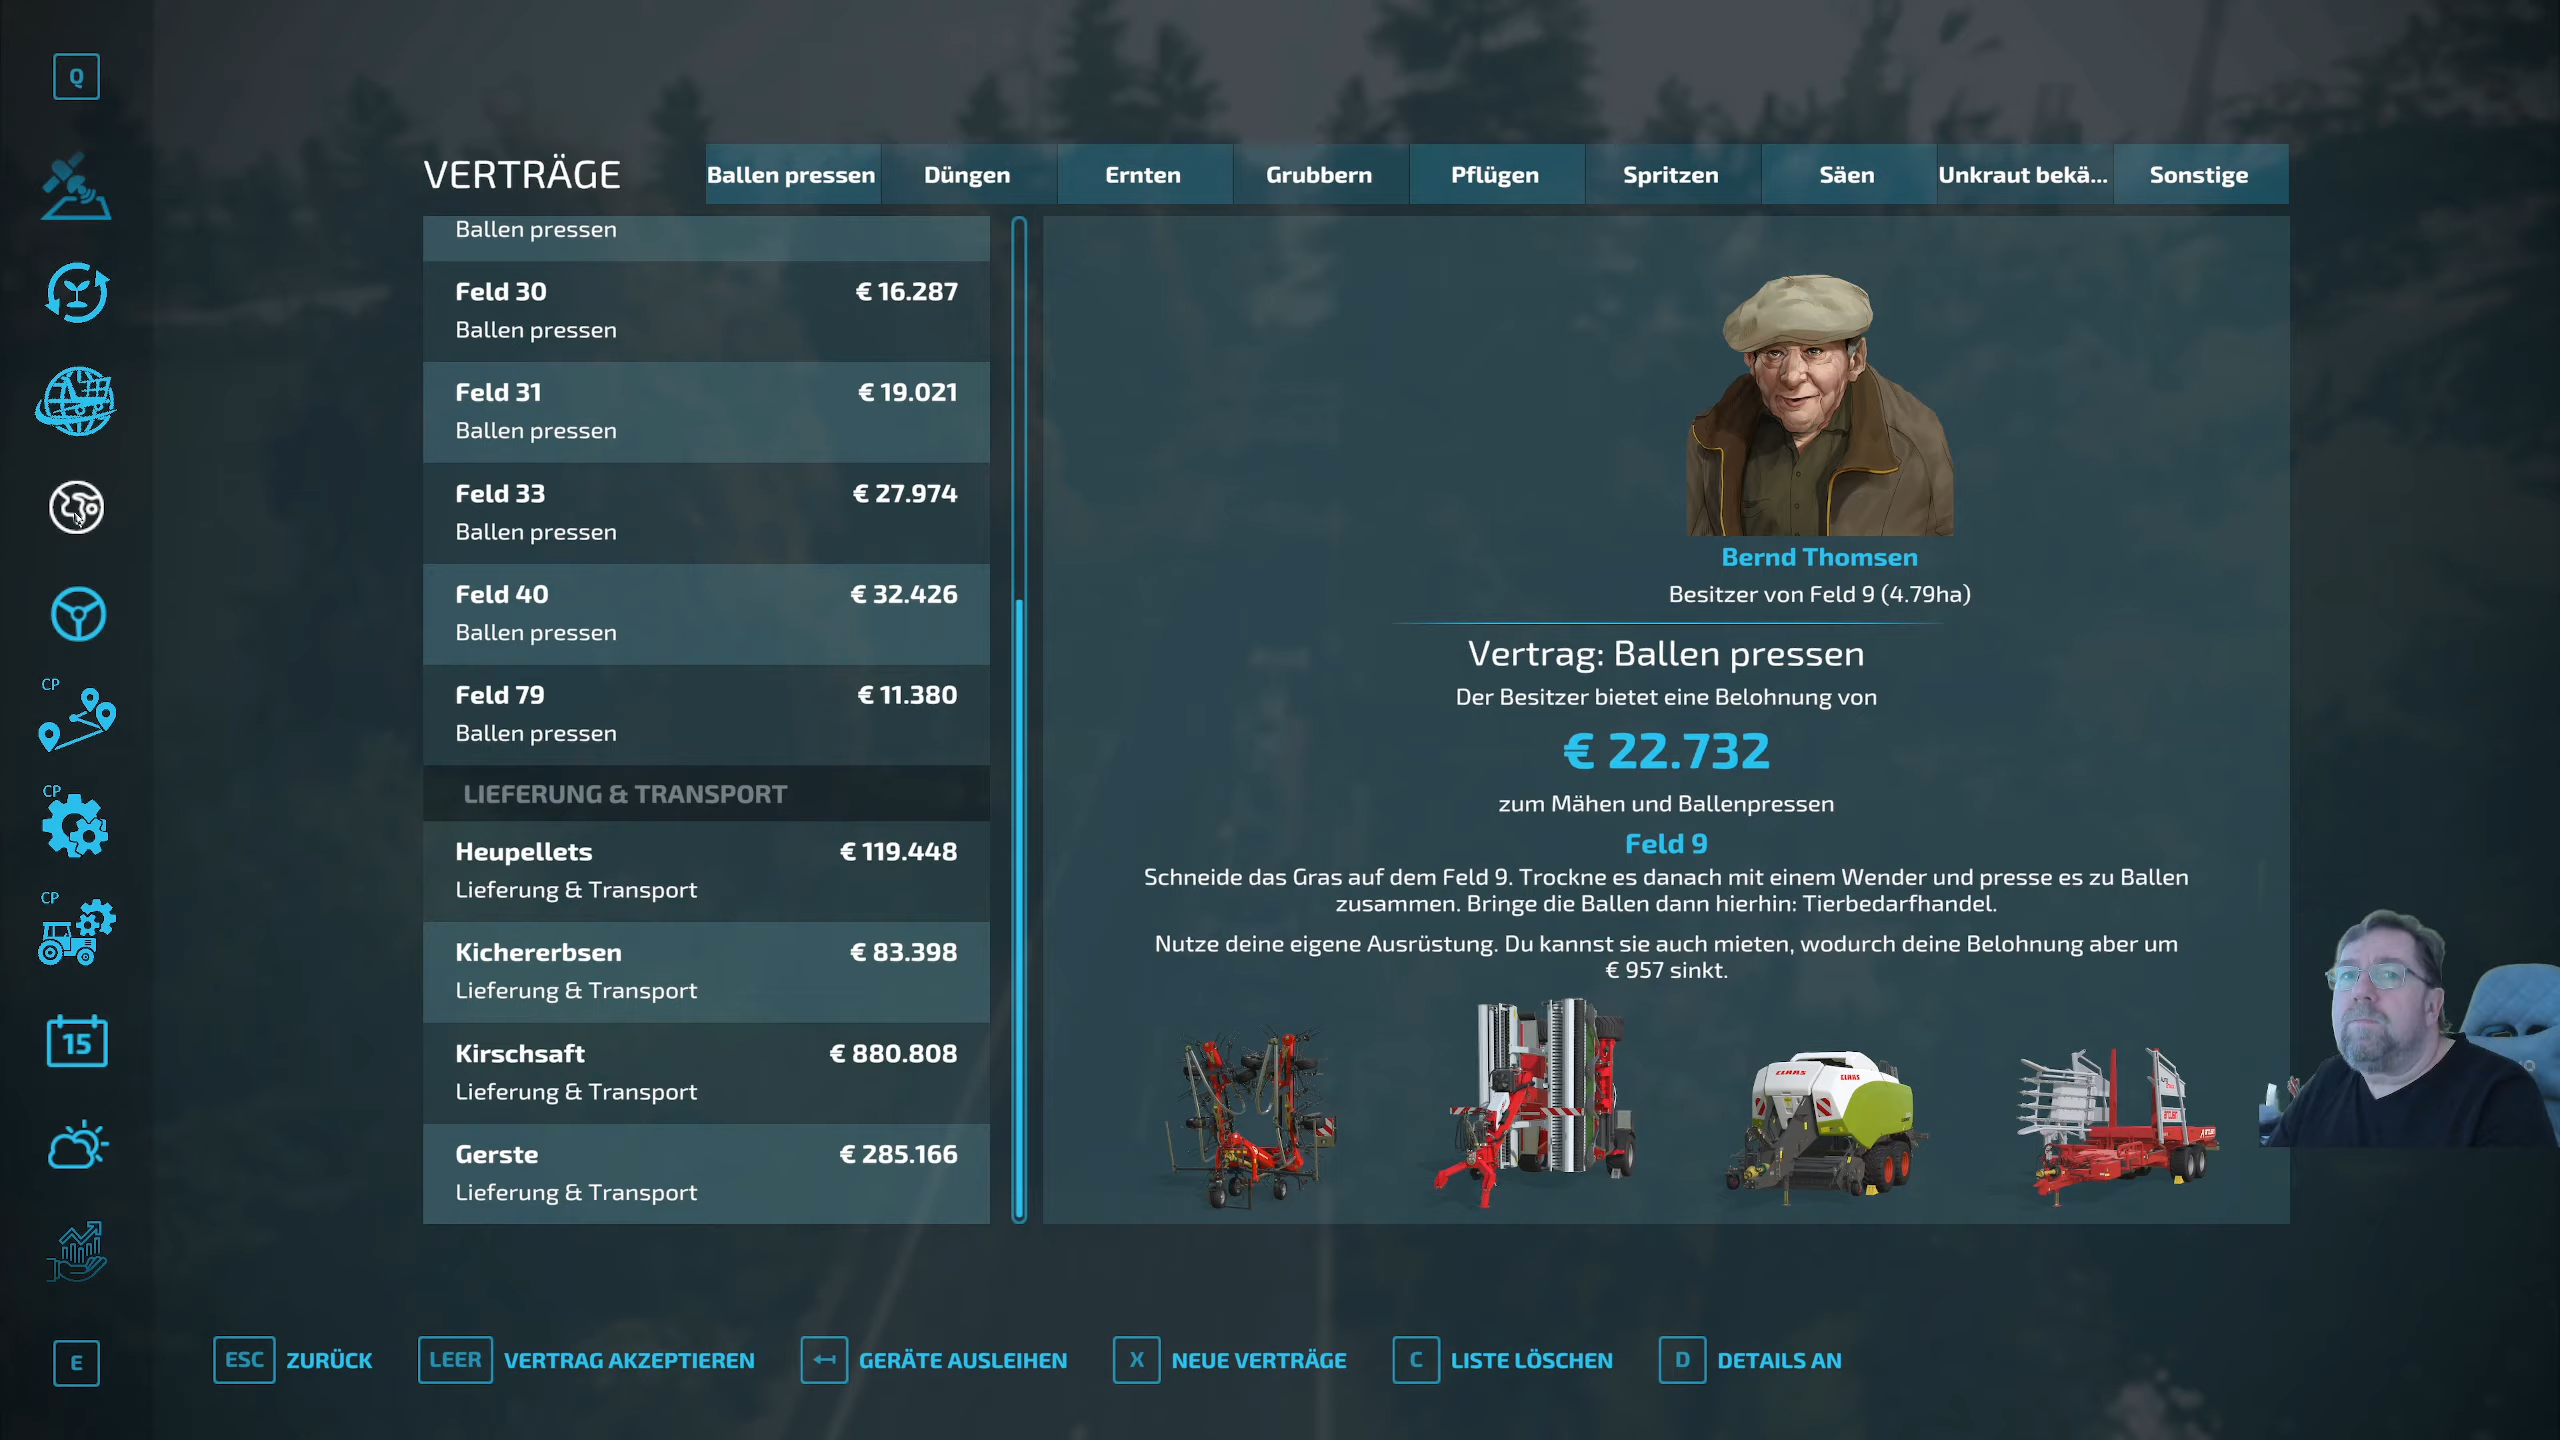 Q
VERTRÄGE
Ballen pressen
Düngen
Ernten
Grubbern
Pflügen
Spritzen
Säen
Unkraut bekä...
Sonstige
Ballen pressen
Feld 30 € 16.287
Ballen pressen
Feld 31 € 19.021
Ballen pressen
Feld 33 € 27.974
Ballen pressen
Feld 40 € 32.426
Ballen pressen
Feld 79 € 11.380
Ballen pressen
LIEFERUNG & TRANSPORT
Heupellets € 119.448
Lieferung & Transport
Kichererbsen € 83.398
Lieferung & Transport
Kirschsaft € 880.808
Lieferung & Transport
Gerste € 285.166
Lieferung & Transport
Bernd Thomsen
Besitzer von Feld 9 (4.79ha)
Vertrag: Ballen pressen
Der Besitzer bietet eine Belohnung von
€ 22.732
zum Mähen und Ballenpressen
Feld 9
Schneide das Gras auf dem Feld 9. Trockne es danach mit einem Wender und presse es zu Ballen
zusammen. Bringe die Ballen dann hierhin: Tierbedarfhandel.
Nutze deine eigene Ausrüstung. Du kannst sie auch mieten, wodurch deine Belohnung aber um
€ 957 sinkt.
CLAAS
CLAAS
CP
CP
CP
15
E
ESC ZURÜCK
LEER VERTRAG AKZEPTIEREN
GERÄTE AUSLEIHEN
X NEUE VERTRÄGE
C LISTE LÖSCHEN
D DETAILS AN